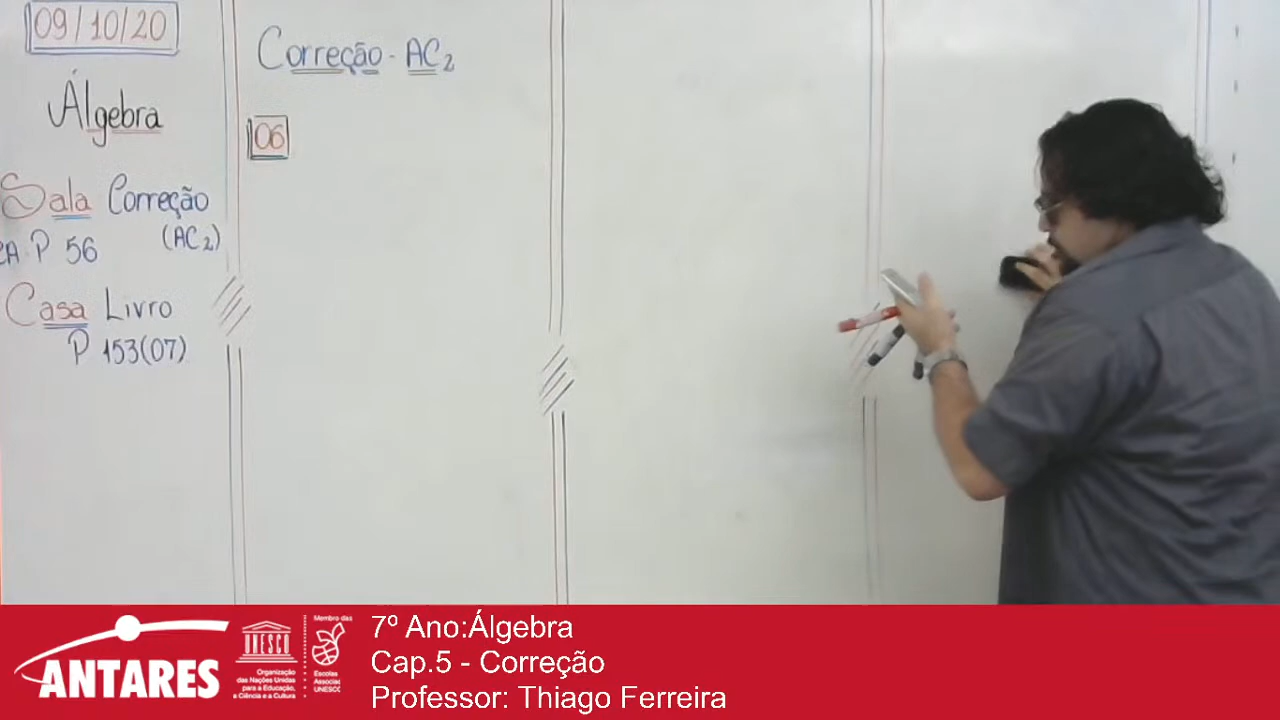 09/10/20
Álgebra
Sala Correção
P 56 (AC2)
Casa Livro
P 153(07)
Correção - AC2
06
ANTARES
UNESCO
Organização
das Nações Unidas
para a Educação,
a Ciência e a Cultura
Membro das
Escolas
UNESCO
7º Ano:Álgebra
Cap.5 - Correção
Professor: Thiago Ferreira